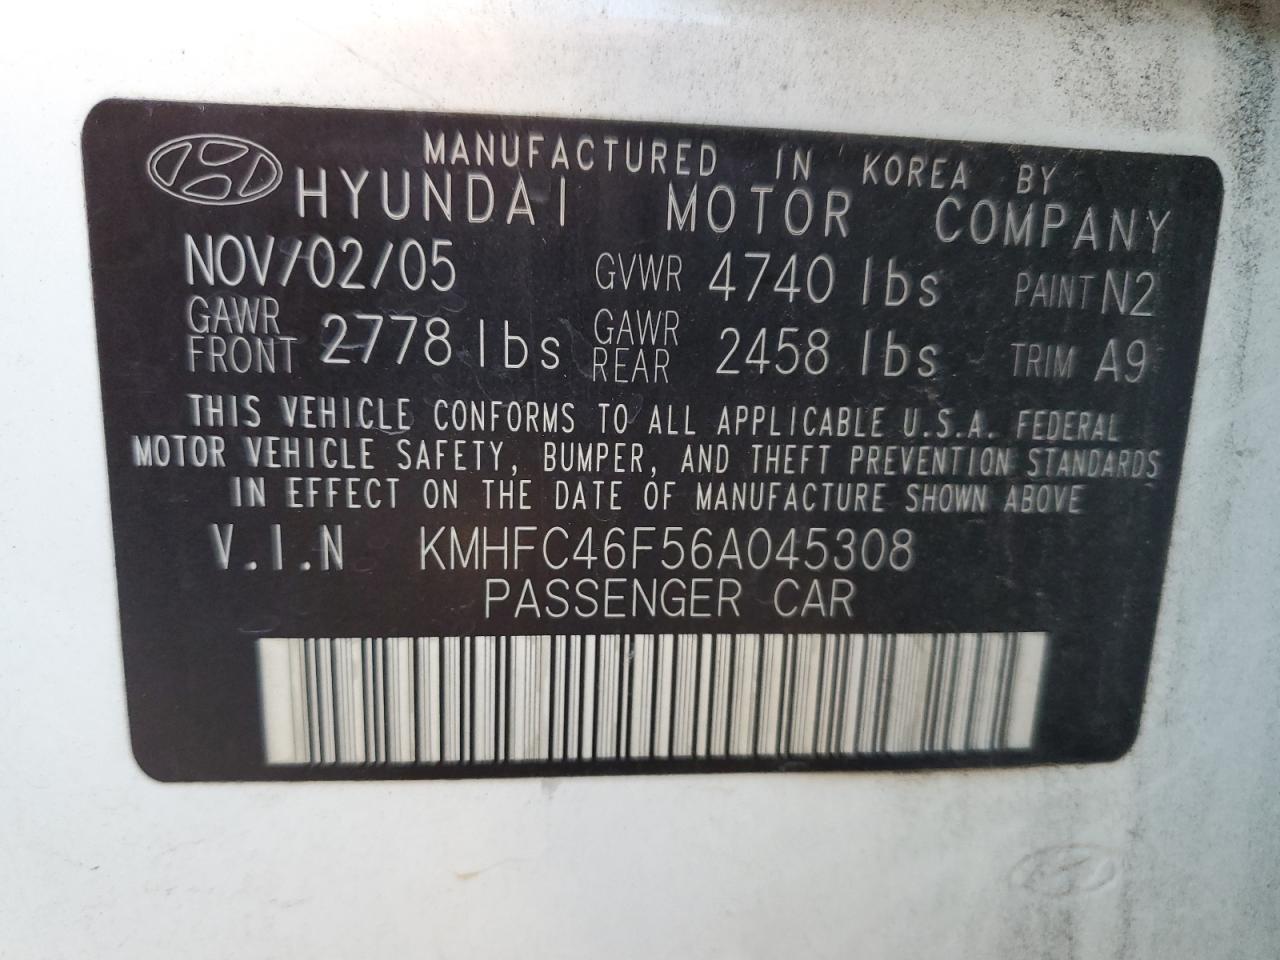 MANUFACTURED IN KOREA BY
HYUNDAI MOTOR COMPANY
NOV/02/05 GVWR 4740 lbs PAINT N2
GAWR FRONT 2778 lbs GAWR REAR 2458 lbs TRIM A9
THIS VEHICLE CONFORMS TO ALL APPLICABLE U.S.A. FEDERAL
MOTOR VEHICLE SAFETY, BUMPER, AND THEFT PREVENTION STANDARDS
IN EFFECT ON THE DATE OF MANUFACTURE SHOWN ABOVE
V.I.N KMHFC46F56A045308
PASSENGER CAR